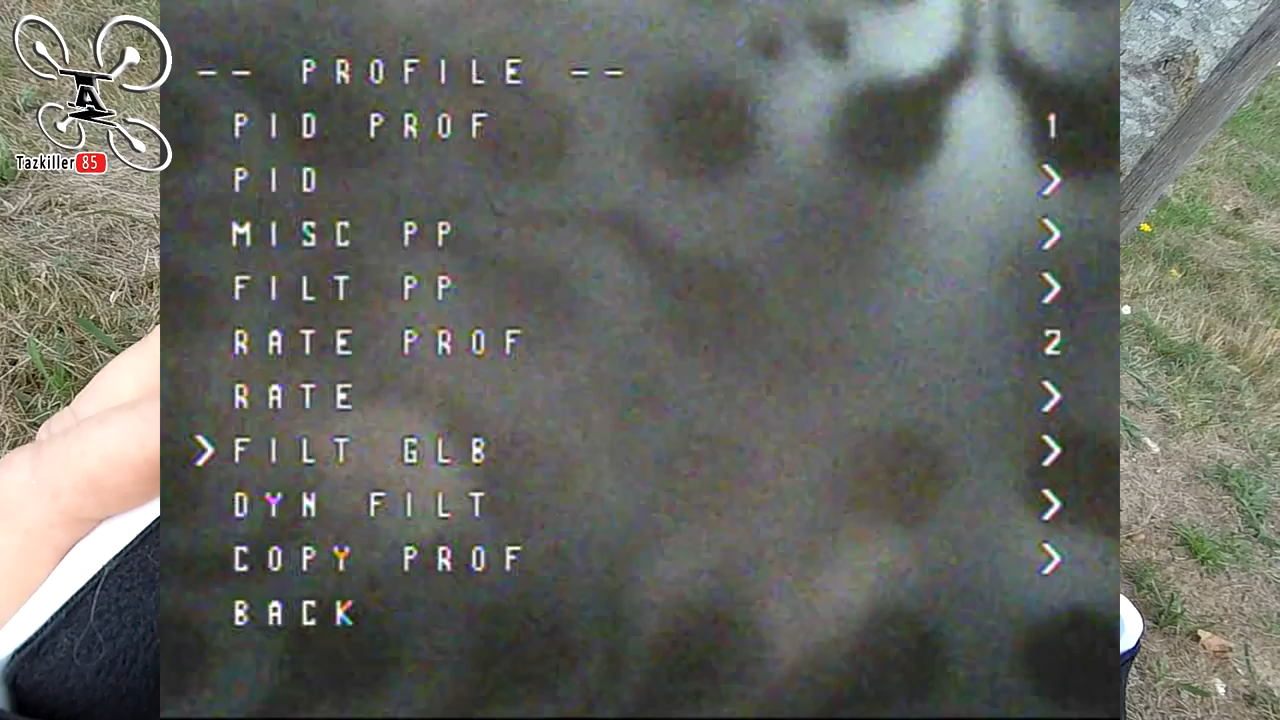 A
Tazkiller 85
-- PROFILE --
PID PROF 1
PID >
MISC PP >
FILT PP >
RATE PROF 2
RATE >
> FILT GLB >
DYN FILT >
COPY PROF >
BACK